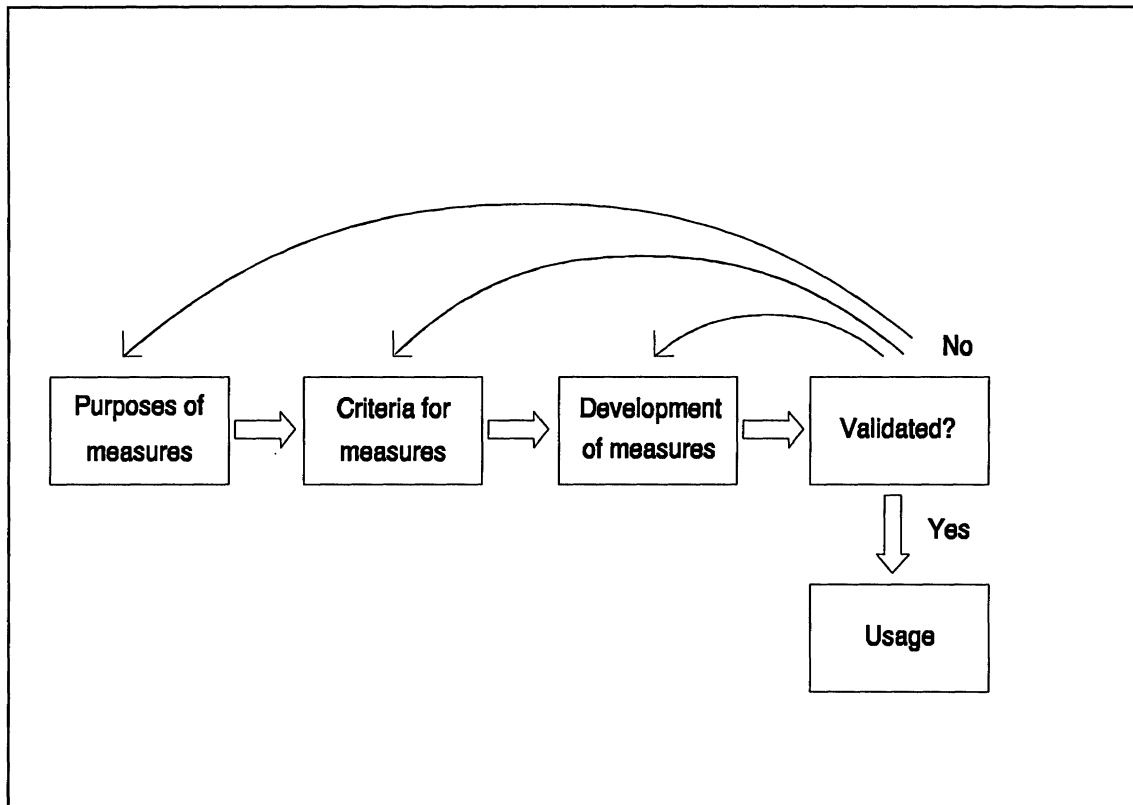 No
Purposes of
measures
Criteria for
measures
Development
of measures
Validated?
Yes
Usage